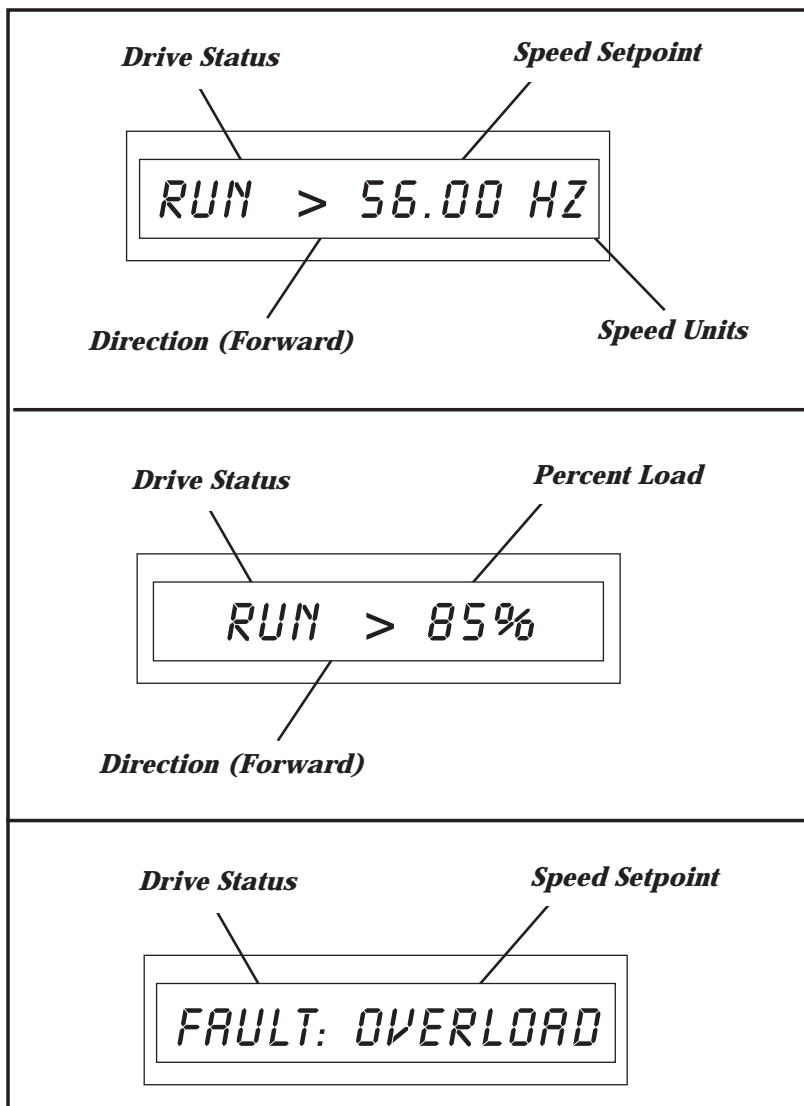 Drive Status Speed Setpoint
RUN > 56.00 HZ
Direction (Forward) Speed Units
Drive Status Percent Load
RUN > 85%
Direction (Forward)
Drive Status Speed Setpoint
FAULT: OVERLOAD